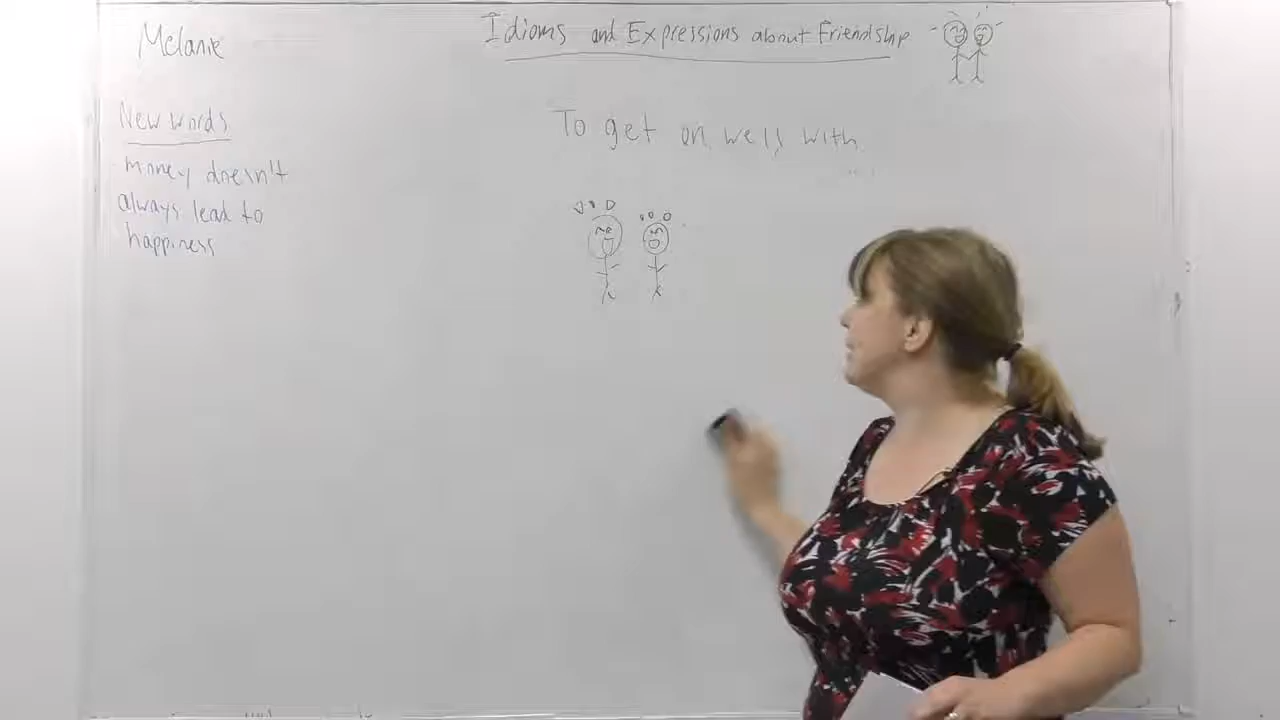 Melanie
Idioms and Expressions about Friendship
New words
money doesn't
always lead to
happiness
To get on well with